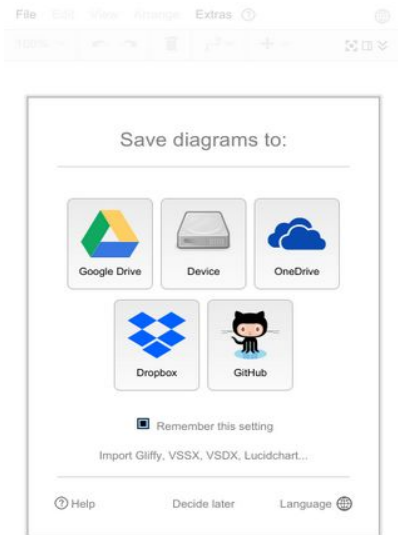 File Edit View Arrange Extras
100%
Save diagrams to:
Google Drive Device OneDrive
Dropbox GitHub
Remember this setting
Import Gliffy, VSSX, VSDX, Lucidchart...
? Help Decide later Language